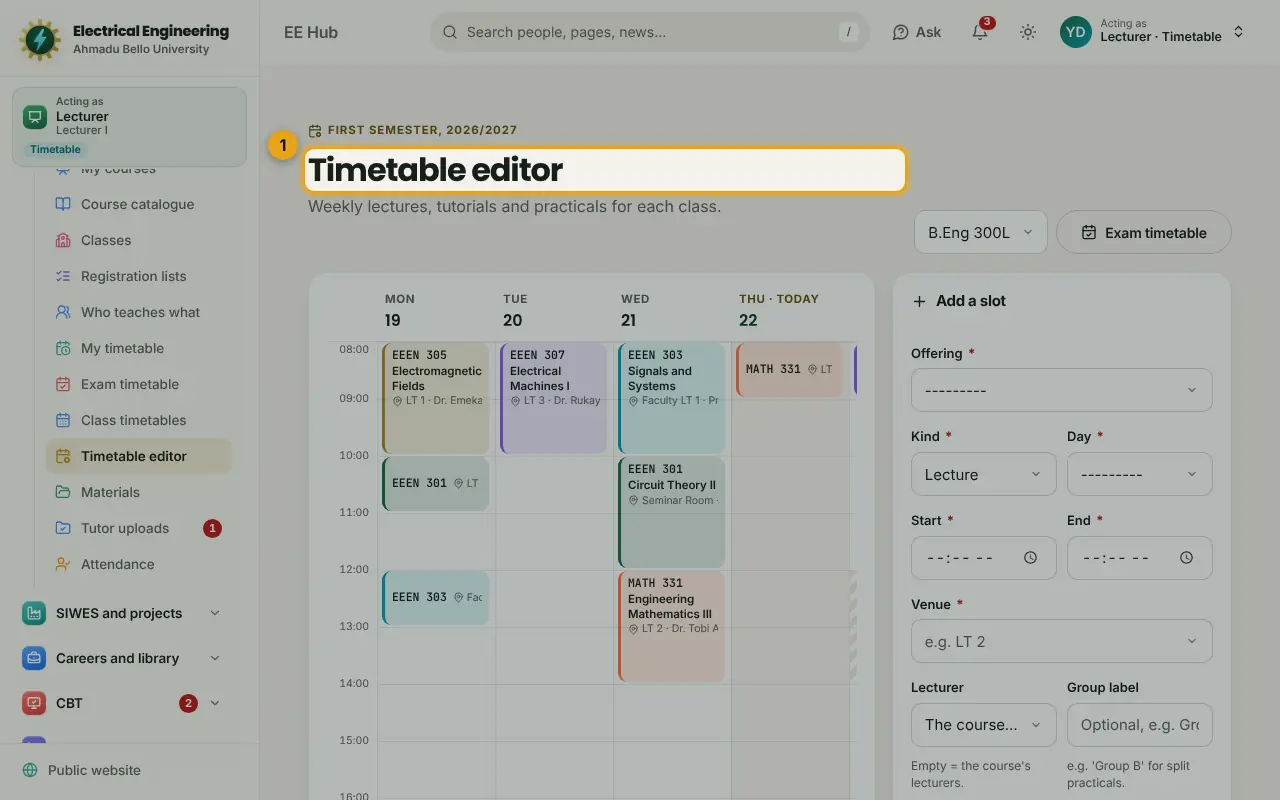 Electrical Engineering
Ahmadu Bello University
EE Hub
Search people, pages, news...
/
Ask
3
YD
Acting as
Lecturer · Timetable
Acting as
Lecturer
Lecturer I
Timetable
My courses
Course catalogue
Classes
Registration lists
Who teaches what
My timetable
Exam timetable
Class timetables
Timetable editor
Materials
Tutor uploads
1
Attendance
SIWES and projects
Careers and library
CBT
2
Public website
1
FIRST SEMESTER, 2026/2027
Timetable editor
Weekly lectures, tutorials and practicals for each class.
B.Eng 300L
Exam timetable
MON
19
TUE
20
WED
21
THU · TODAY
22
08:00
09:00
10:00
11:00
12:00
13:00
14:00
15:00
16:00
EEEN 305
Electromagnetic
Fields
LT 1 · Dr. Emeka
EEEN 301
LT
EEEN 303
Fac
EEEN 307
Electrical
Machines I
LT 3 · Dr. Rukay
EEEN 303
Signals and
Systems
Faculty LT 1 · Pr
EEEN 301
Circuit Theory II
Seminar Room ·
MATH 331
Engineering
Mathematics III
LT 2 · Dr. Tobi A
MATH 331
LT
Add a slot
Offering *
---------
Kind *
Day *
Lecture
---------
Start *
End *
--:-- --
--:-- --
Venue *
e.g. LT 2
Lecturer
Group label
The course...
Optional, e.g. Gro
Empty = the course's
lecturers.
e.g. 'Group B' for split
practicals.